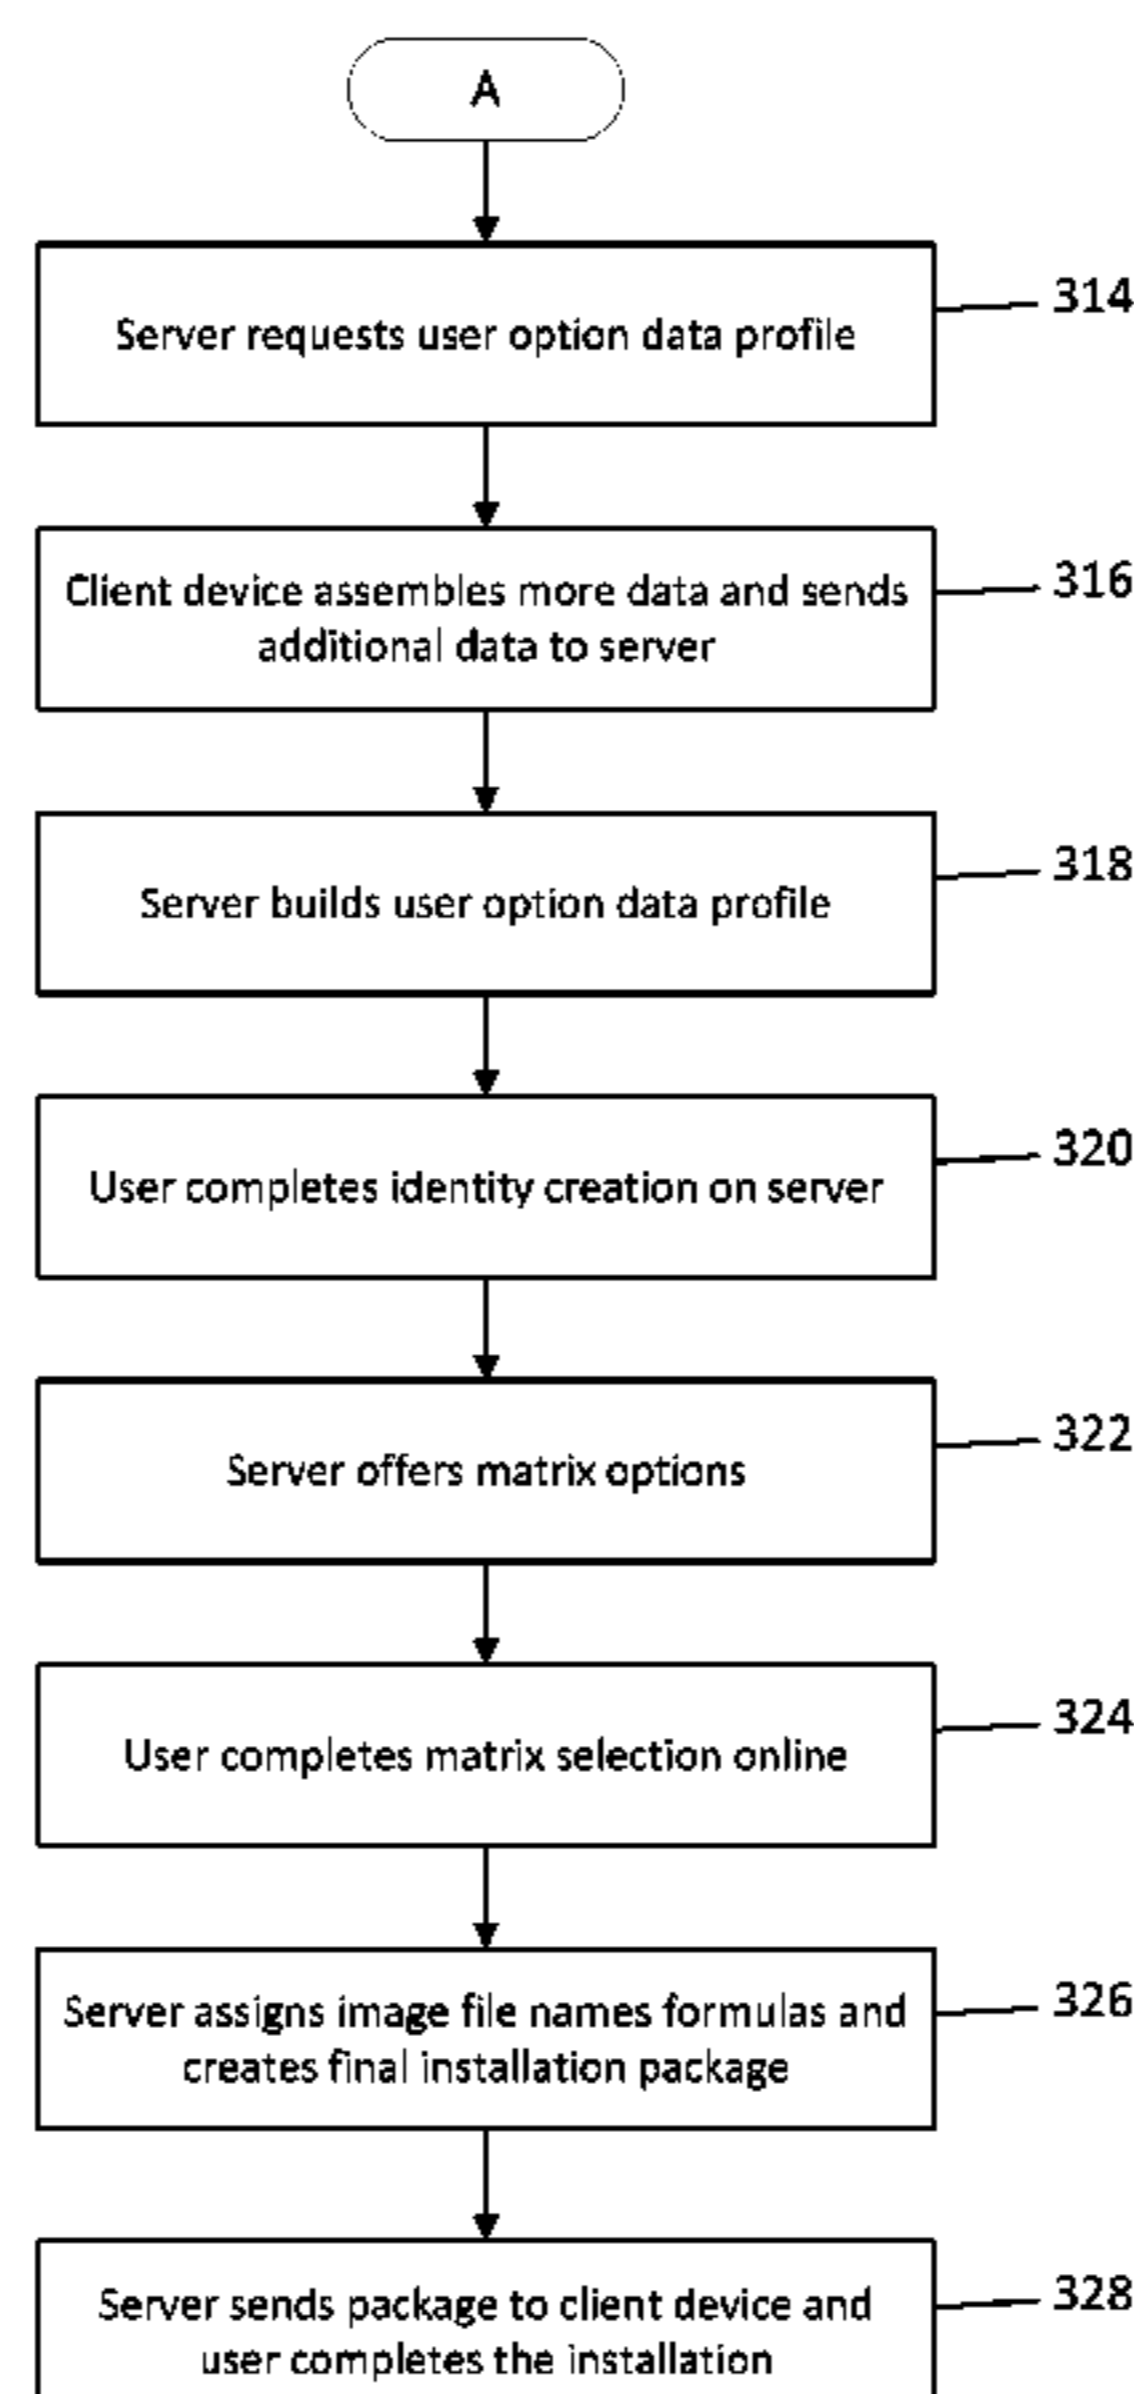 A
Server requests user option data profile
314
Client device assembles more data and sends
additional data to server
316
Server builds user option data profile
318
User completes identity creation on server
320
Server offers matrix options
322
User completes matrix selection online
324
Server assigns image file names formulas and
creates final installation package
326
Server sends package to client device and
user completes the installation
328